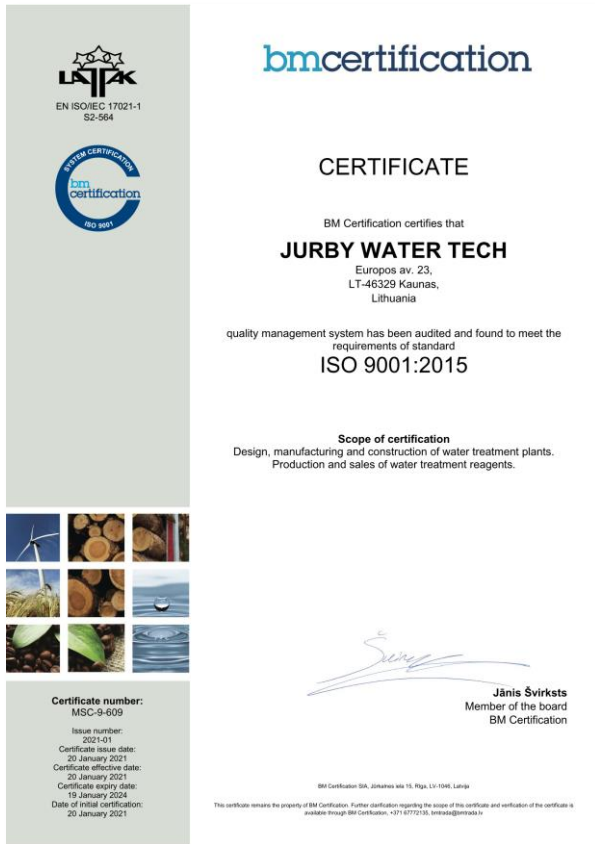 LATAK
EN ISO/IEC 17021-1
S2-564
SYSTEM CERTIFICATION
bm
certification
ISO 9001
bmcertification
CERTIFICATE
BM Certification certifies that
JURBY WATER TECH
Europos av. 23,
LT-46329 Kaunas,
Lithuania
quality management system has been audited and found to meet the
requirements of standard
ISO 9001:2015
Scope of certification
Design, manufacturing and construction of water treatment plants.
Production and sales of water treatment reagents.
Jānis Švirksts
Member of the board
BM Certification
Certificate number:
MSC-9-609
Issue number:
2021-01
Certificate issue date:
20 January 2021
Certificate effective date:
20 January 2021
Certificate expiry date:
19 January 2024
Date of initial certification:
20 January 2021
BM Certification SIA, Jūrkalnes iela 15, Rīga, LV-1046, Latvija
This certificate remains the property of BM Certification. Further clarification regarding the scope of this certificate and verification of the certificate is
available through BM Certification, +371 67772135, bmtrada@bmtrada.lv